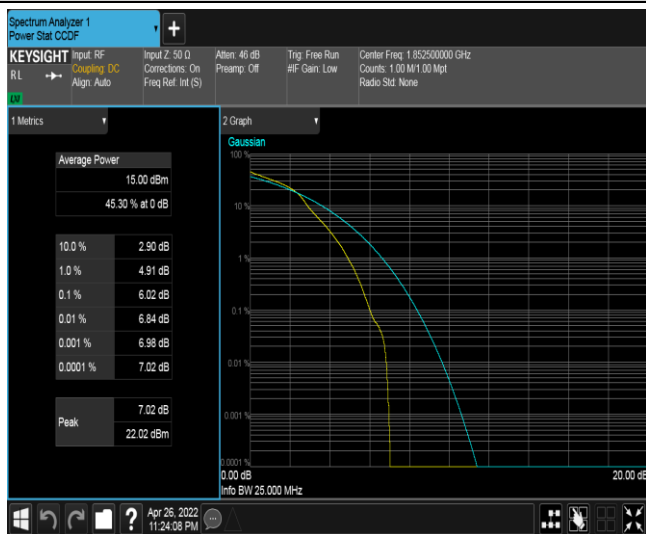 Spectrum Analyzer 1
Power Stat CCDF
KEYSIGHT
RL
LXI
Input: RF
Coupling: DC
Align: Auto
Input Z: 50 Ω
Corrections: On
Freq Ref: Int (S)
Atten: 46 dB
Preamp: Off
Trig: Free Run
#IF Gain: Low
Center Freq: 1.852500000 GHz
Counts: 1.00 M/1.00 Mpt
Radio Std: None
1 Metrics
Average Power
15.00 dBm
45.30 % at 0 dB
10.0 % 2.90 dB
1.0 % 4.91 dB
0.1 % 6.02 dB
0.01 % 6.84 dB
0.001 % 6.98 dB
0.0001 % 7.02 dB
Peak
7.02 dB
22.02 dBm
2 Graph
Gaussian
100 %
10 %
1 %
0.1 %
0.01 %
0.001 %
0.0001 %
0.00 dB 20.00 dB
Info BW 25.000 MHz
?
Apr 26, 2022
11:24:08 PM